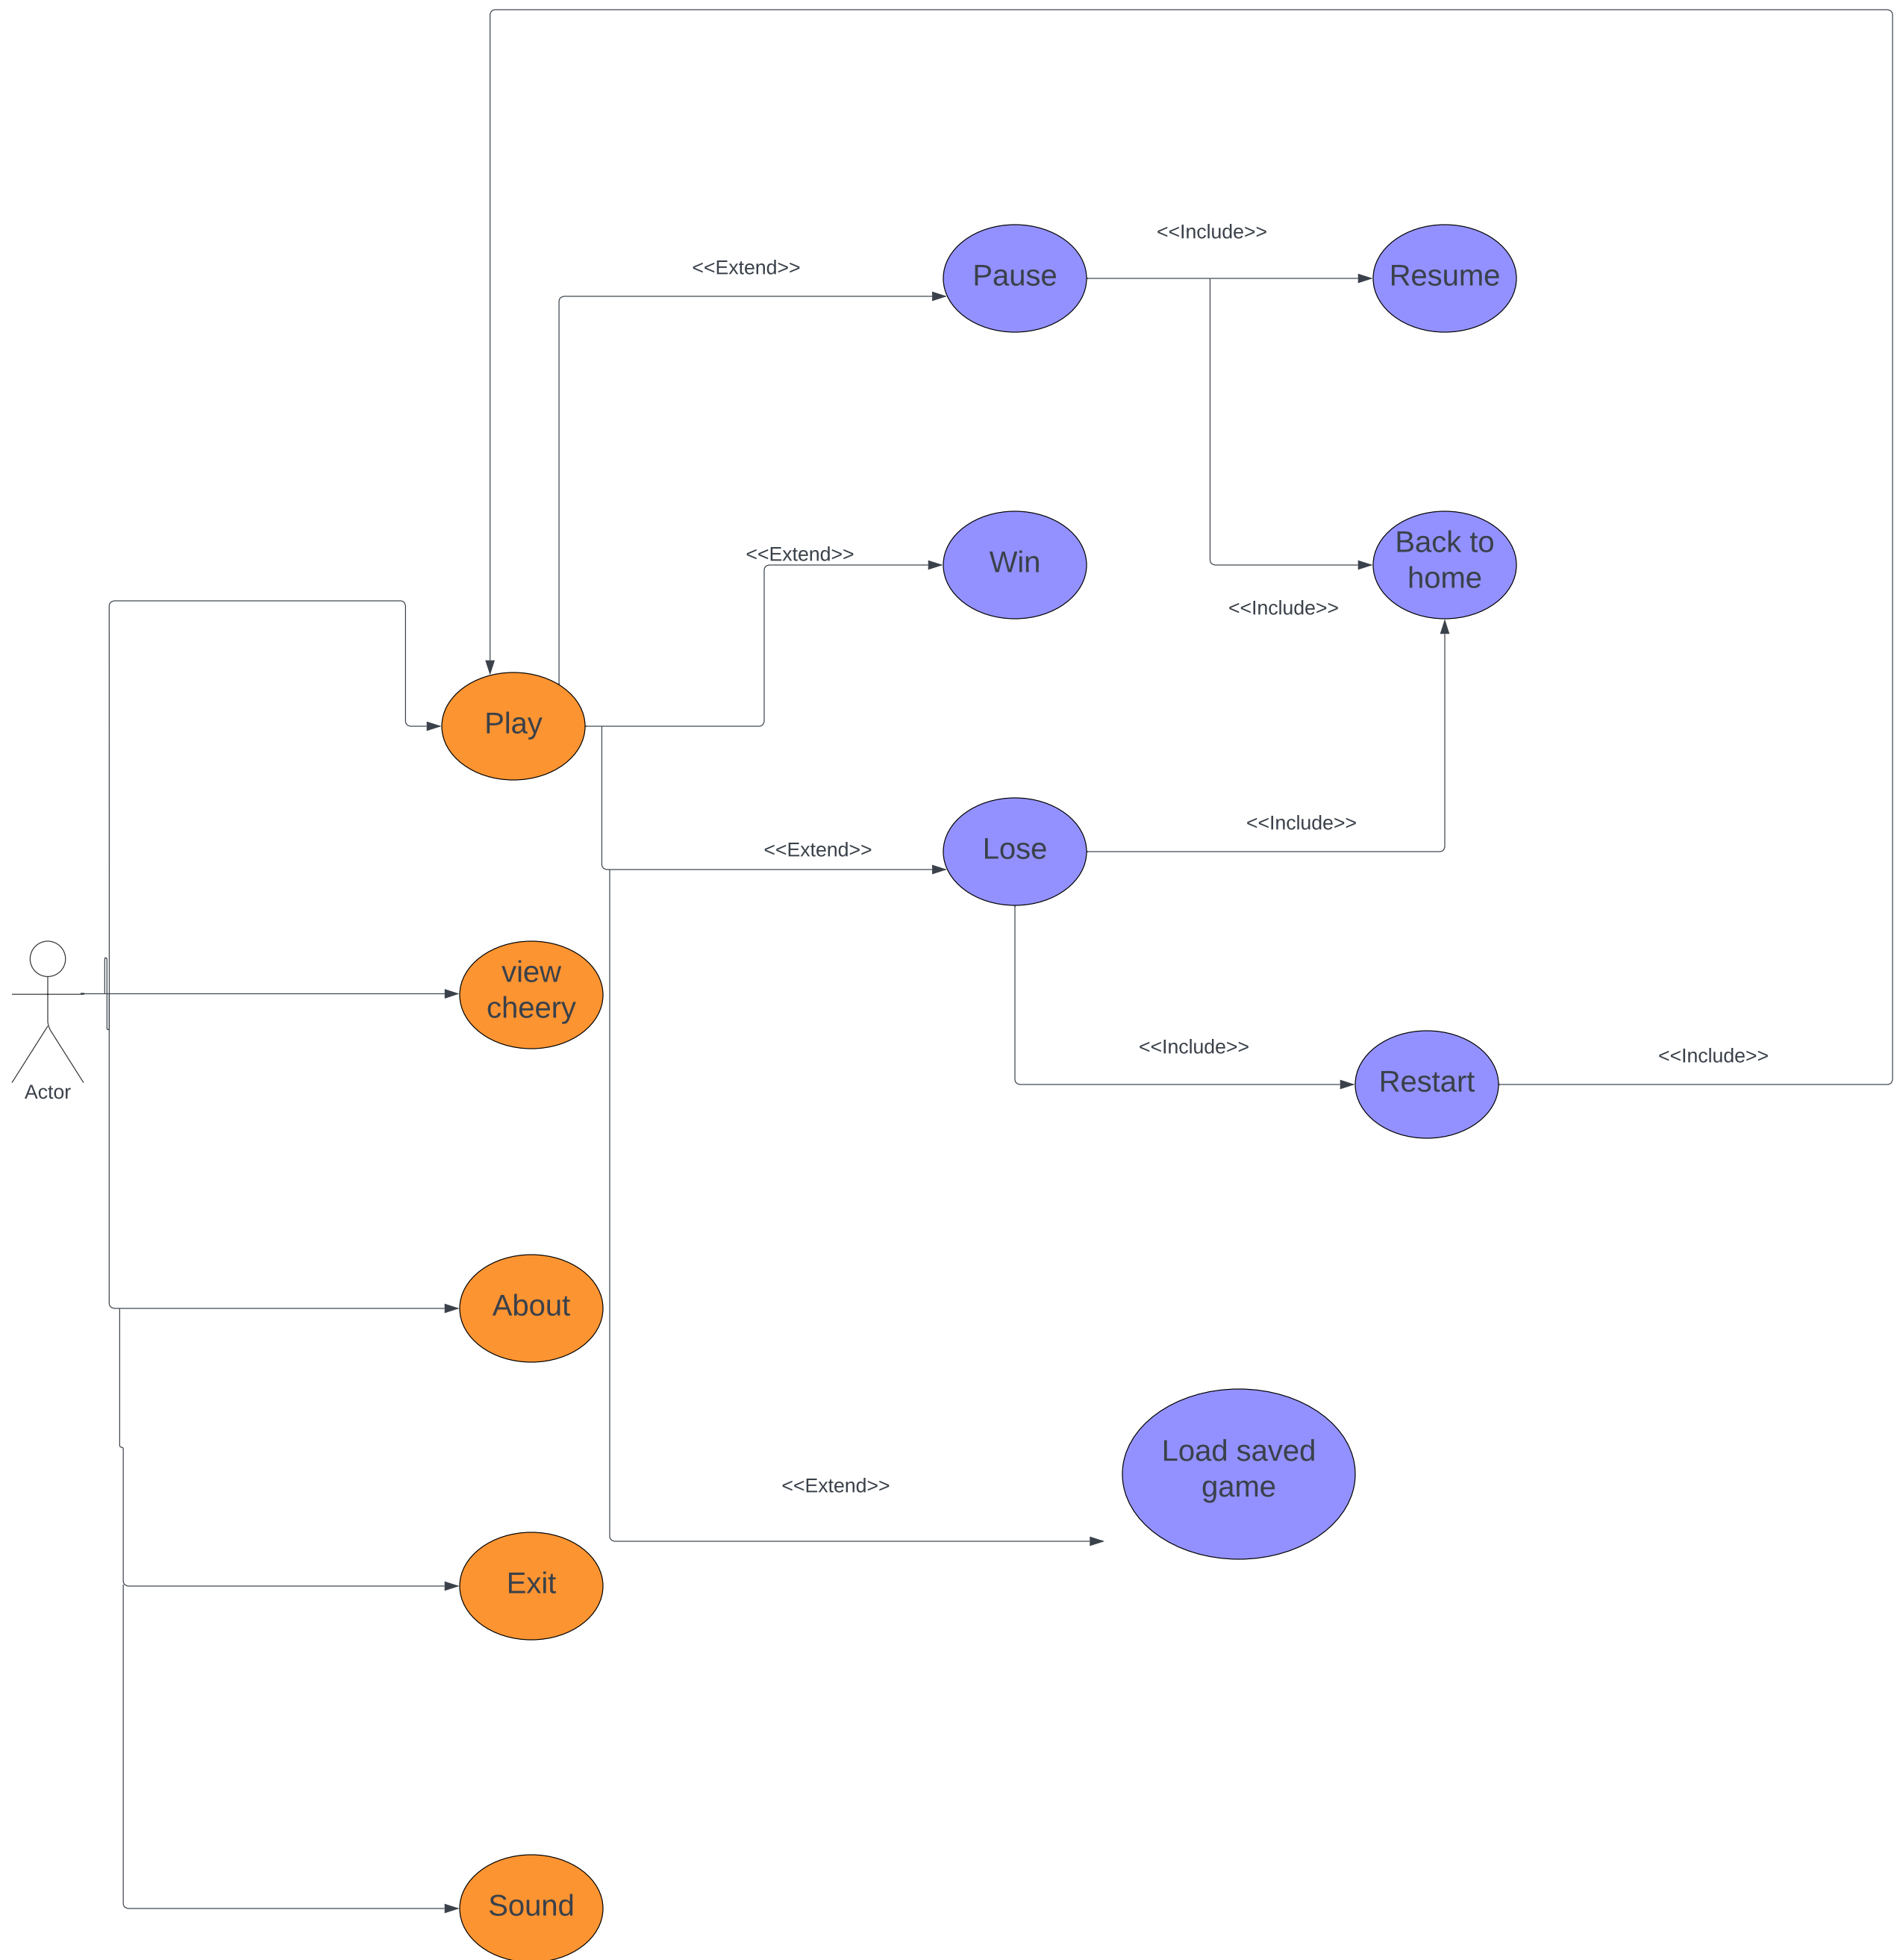 <<Include>>
<<Extend>>
Pause
Resume
<<Extend>>
Win
Back to
home
<<Include>>
Play
<<Include>>
<<Extend>>
Lose
view
cheery
Actor
<<Include>>
<<Include>>
Restart
About
Load saved
game
<<Extend>>
Exit
Sound